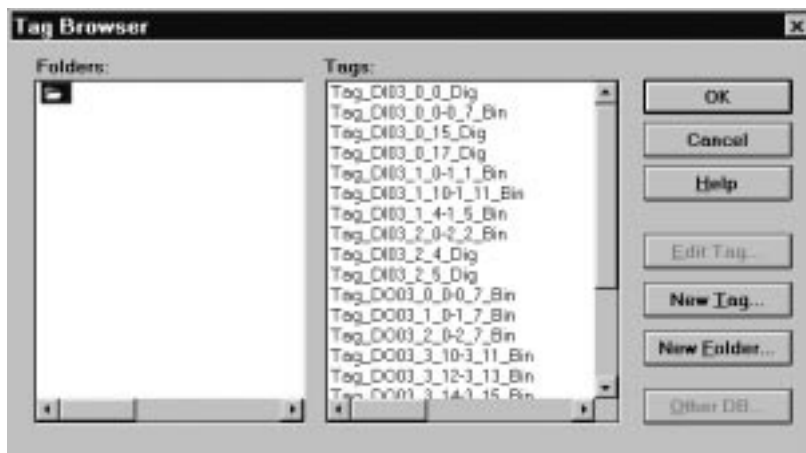 Tag Browser
Folders:
Tags:
Tag_DI03_0_0_Dig
Tag_DI03_0_0-0_7_Bin
Tag_DI03_0_15_Dig
Tag_DI03_0_17_Dig
Tag_DI03_1_0-1_1_Bin
Tag_DI03_1_10-1_11_Bin
Tag_DI03_1_4-1_5_Bin
Tag_DI03_2_0-2_2_Bin
Tag_DI03_2_4_Dig
Tag_DI03_2_5_Dig
Tag_DO03_0_0-0_7_Bin
Tag_DO03_1_0-1_7_Bin
Tag_DO03_2_0-2_7_Bin
Tag_DO03_3_10-3_11_Bin
Tag_DO03_3_12-3_13_Bin
Tag_DO03_3_14-3_15_Bin
OK
Cancel
Help
Edit Tag...
New Tag...
New Folder...
Other DB...